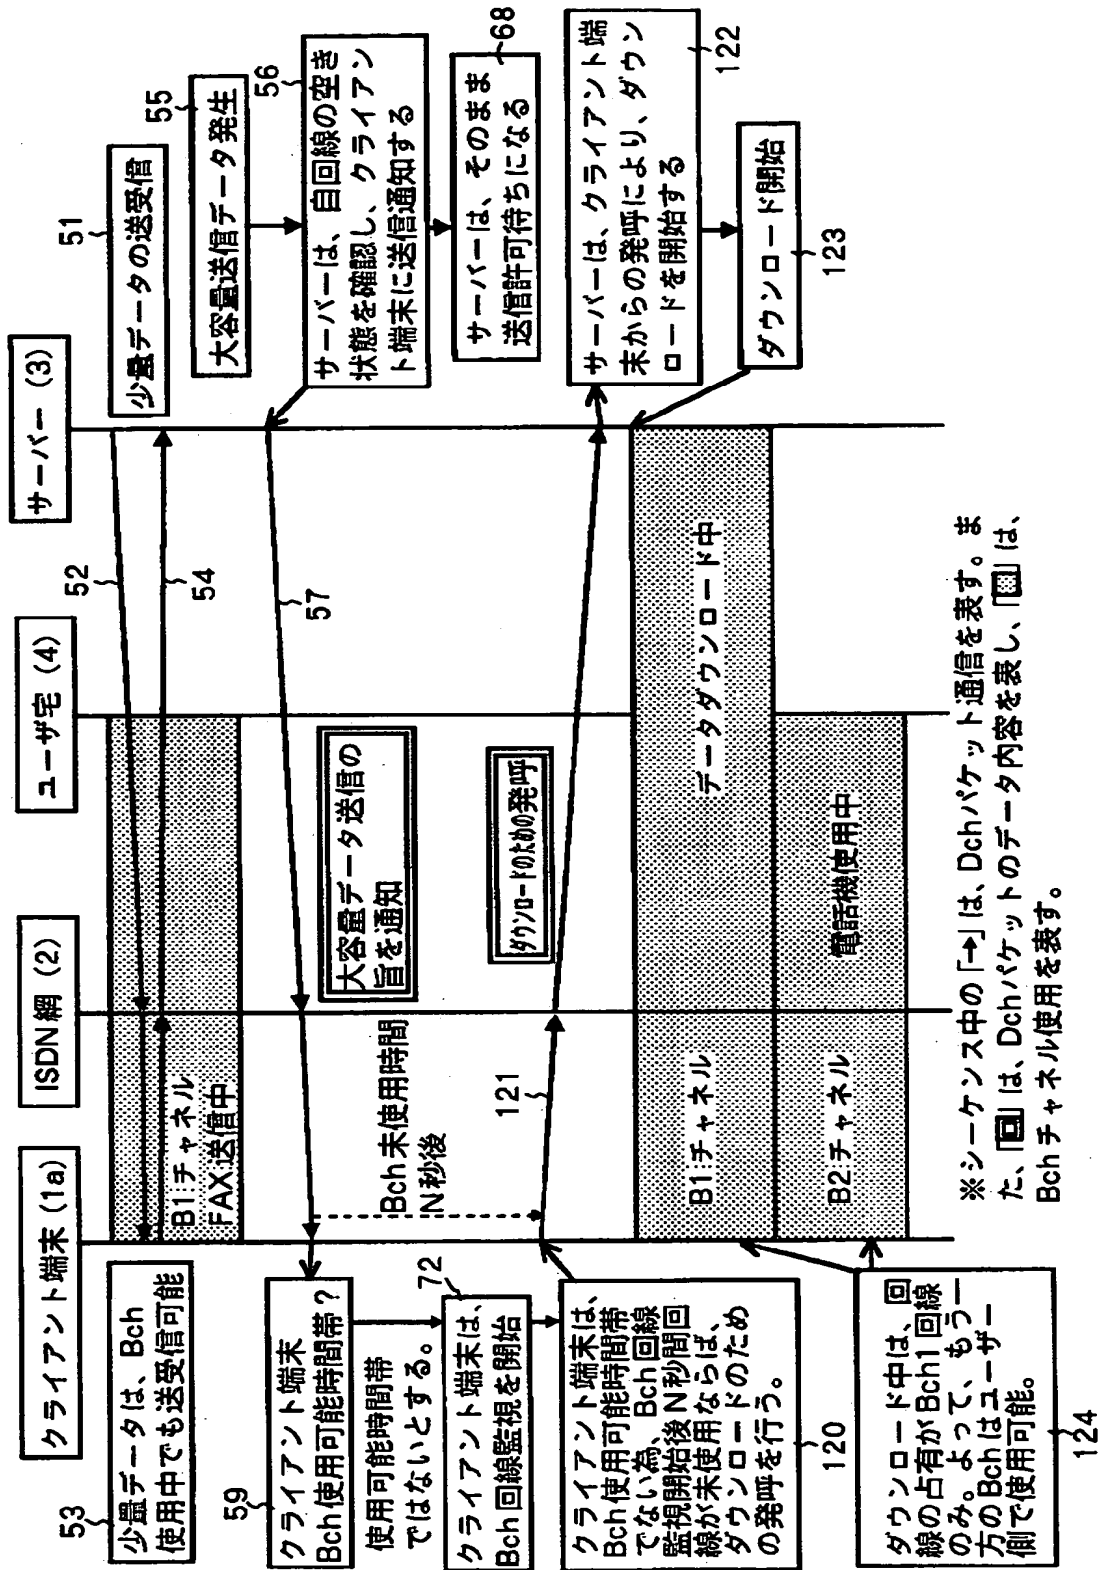 クライアント端末 (1a)
ISDN網 (2)
ユーザ宅 (4)
サーバー (3)
少量データは、Bch
使用中でも送受信可能
53
B1チャネル
FAX送信中
52
54
少量データの送受信
51
大容量送信データ発生
55
サーバーは、自回線の空き
状態を確認し、クライアン
ト端末に送信通知する
56
57
大容量データ送信の
旨を通知
クライアント端末
Bch使用可能時間帯?
59
使用可能時間帯
ではないとする。
サーバーは、そのまま
送信許可待ちになる
68
クライアント端末は、
Bch回線監視を開始
72
Bch未使用時間
N秒後
クライアント端末は、
Bch使用可能時間帯
でない為、Bch回線
監視開始後N秒間回
線が未使用ならば、
ダウンロードのため
の発呼を行う。
120
121
ダウンロードのための発呼
サーバーは、クライアント端
末からの発呼により、ダウン
ロードを開始する
122
ダウンロード開始
123
B1チャネル
データダウンロード中
B2チャネル
電話機使用中
ダウンロード中は、回
線の占有がBch1回線
のみ。よって、もう一
方のBchはユーザー
側で使用可能。
124
※シーケンス中の「→」は、Dchパケット通信を表す。ま
た、「回」は、Dchパケットのデータ内容を表し、「▩」は、
Bchチャネル使用を表す。